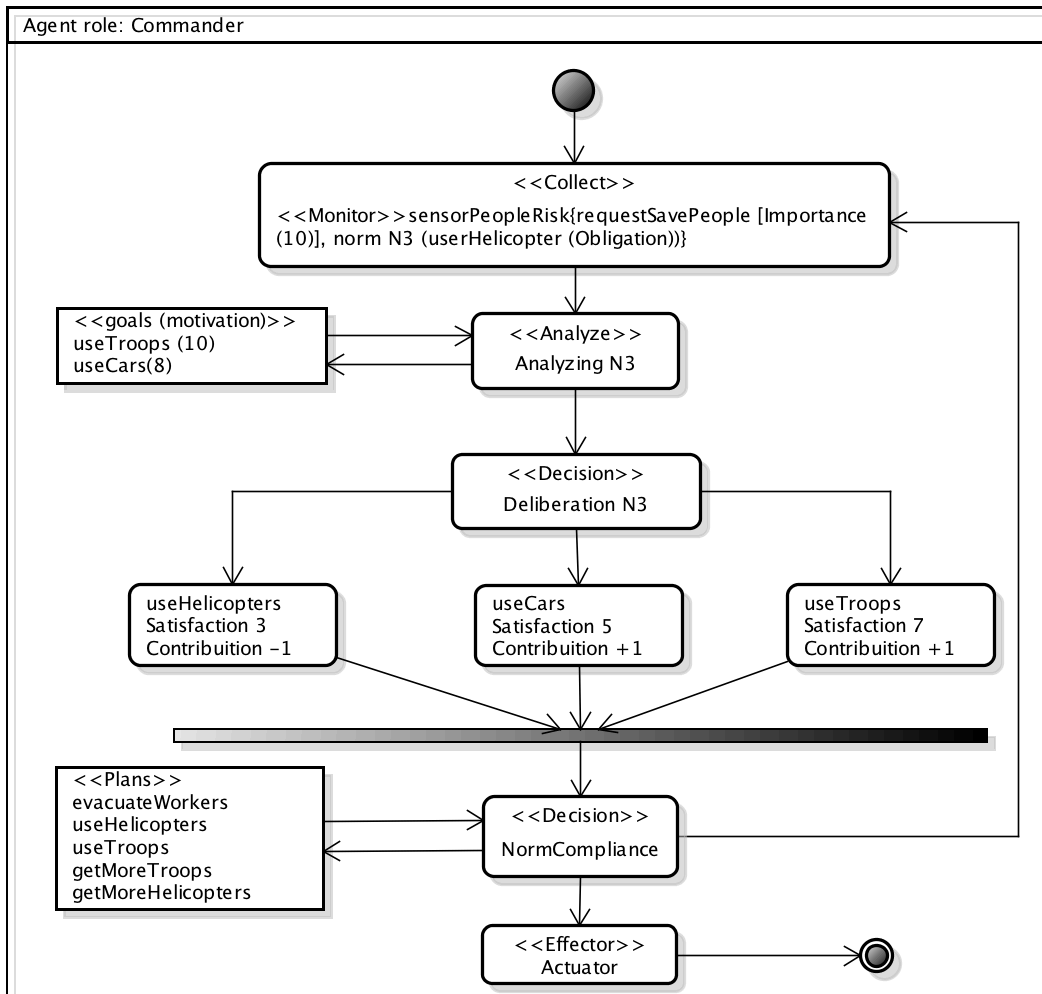 Agent role: Commander
<<Collect>>
<<Monitor>>sensorPeopleRisk{requestSavePeople [Importance
(10)], norm N3 (userHelicopter (Obligation))}
<<goals (motivation)>>
useTroops (10)
useCars(8)
<<Analyze>>
Analyzing N3
<<Decision>>
Deliberation N3
useHelicopters
Satisfaction 3
Contribuition -1
useCars
Satisfaction 5
Contribuition +1
useTroops
Satisfaction 7
Contribuition +1
<<Plans>>
evacuateWorkers
useHelicopters
useTroops
getMoreTroops
getMoreHelicopters
<<Decision>>
NormCompliance
<<Effector>>
Actuator